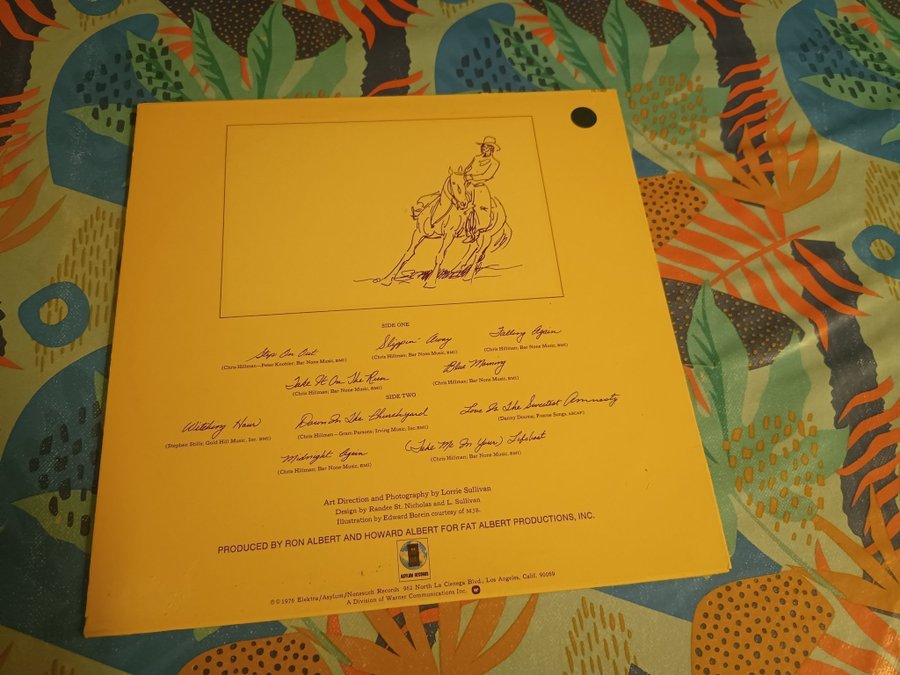 SIDE ONE
Step On Out
(Chris Hillman—Peter Knobler; Bar None Music, BMI)
Slippin' Away
(Chris Hillman; Bar None Music, BMI)
Falling Again
(Chris Hillman; Bar None Music, BMI)
Take It On The Run
(Chris Hillman; Bar None Music, BMI)
Blue Morning
(Chris Hillman; Bar None Music, BMI)
SIDE TWO
Witching Hour
(Stephen Stills; Gold Hill Music, Inc. BMI)
Down In The Churchyard
(Chris Hillman—Gram Parsons; Irving Music, Inc. BMI)
Love Is The Sweetest Amnesty
(Danny Douma; Prense Songs, ASCAP)
Midnight Again
(Chris Hillman; Bar None Music, BMI)
(Take Me In Your) Lifeboat
(Chris Hillman; Bar None Music, BMI)
Art Direction and Photography by Lorrie Sullivan
Design by Randee St. Nicholas and L. Sullivan
Illustration by Edward Borein courtesy of
PRODUCED BY RON ALBERT AND HOWARD ALBERT FOR FAT ALBERT PRODUCTIONS, INC.
ASYLUM RECORDS
©℗ 1976 Elektra/Asylum/Nonesuch Records 962 North La Cienega Blvd., Los Angeles, Calif. 90069
A Division of Warner Communications Inc.